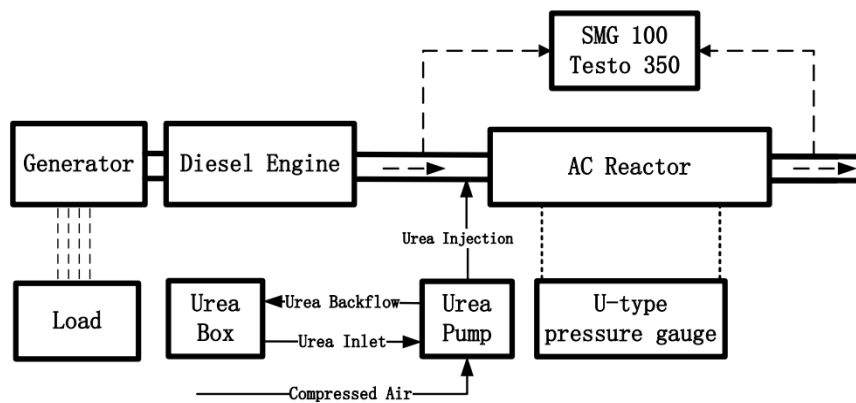 SMG 100
Testo 350
Generator
Diesel Engine
AC Reactor
Urea Injection
Load
Urea
Box
Urea Backflow
Urea Inlet
Urea
Pump
U-type
pressure gauge
Compressed Air